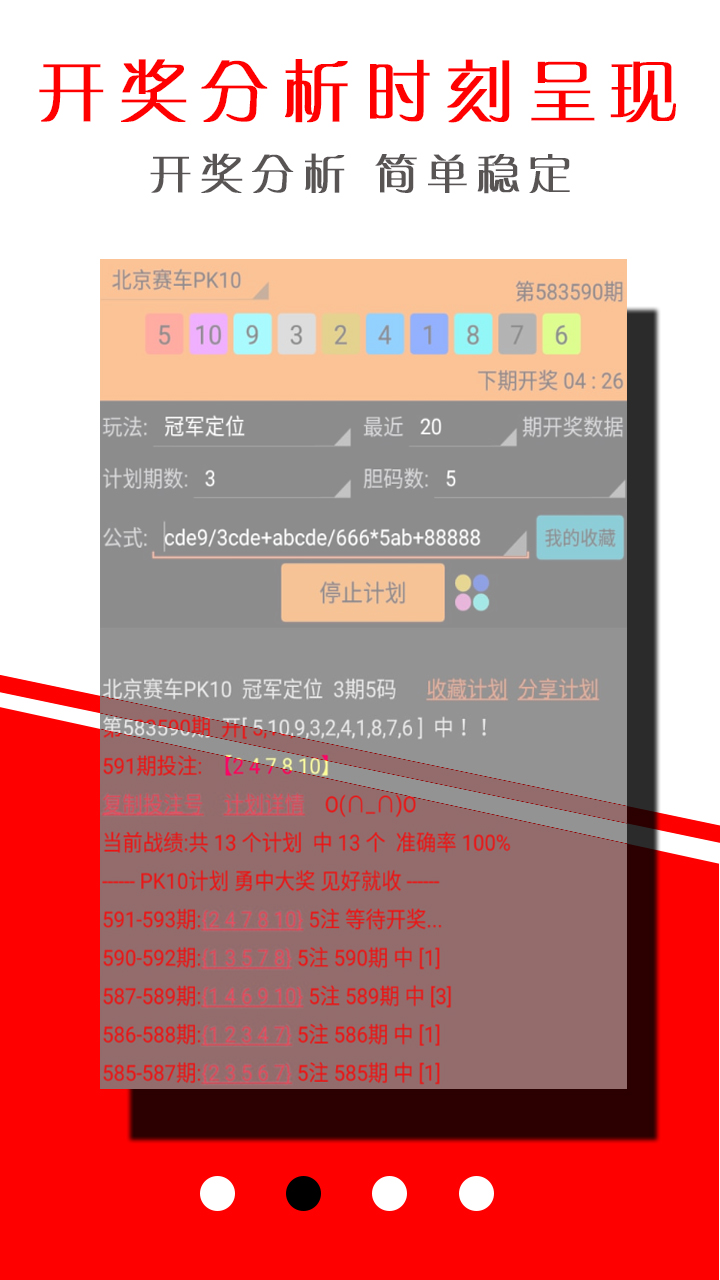 开奖分析时刻呈现
开奖分析 简单稳定
北京赛车PK10
第583590期
5 10 9 3 2 4 1 8 7 6
下期开奖 04 : 26
玩法: 冠军定位 最近 20 期开奖数据
计划期数: 3 胆码数: 5
公式: cde9/3cde+abcde/666*5ab+88888 我的收藏
停止计划
北京赛车PK10 冠军定位 3期5码 收藏计划 分享计划
第583590期 开[ 5,10,9,3,2,4,1,8,7,6 ] 中！！
591期投注: 【2 4 7 8 10】
复制投注号 计划详情 O(∩_∩)O
当前战绩:共 13 个计划 中 13 个 准确率 100%
------ PK10计划 勇中大奖 见好就收 ------
591-593期:(2 4 7 8 10) 5注 等待开奖...
590-592期:(1 3 5 7 8) 5注 590期 中 [1]
587-589期:(1 4 6 9 10) 5注 589期 中 [3]
586-588期:(1 2 3 4 7) 5注 586期 中 [1]
585-587期:(2 3 5 6 7) 5注 585期 中 [1]